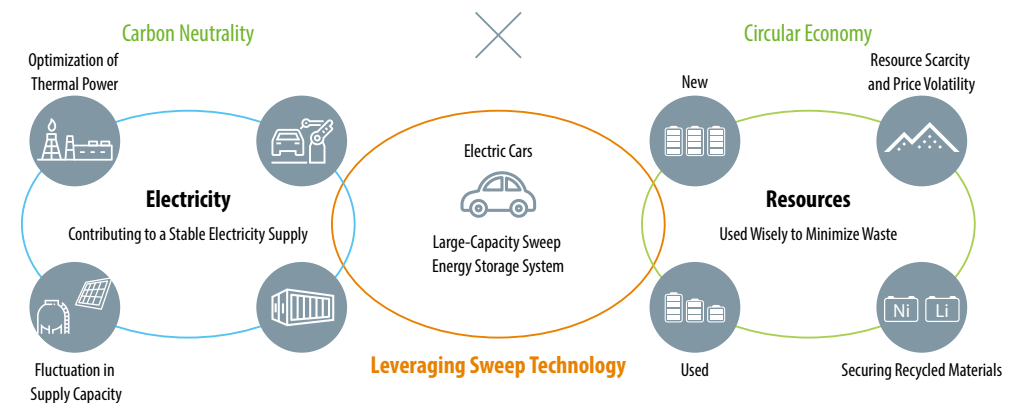 Carbon Neutrality
Circular Economy
Optimization of
Thermal Power
Electricity
Contributing to a Stable Electricity Supply
Fluctuation in
Supply Capacity
Electric Cars
Large-Capacity Sweep
Energy Storage System
Leveraging Sweep Technology
New
Resource Scarcity
and Price Volatility
Resources
Used Wisely to Minimize Waste
Used
Ni
Li
Securing Recycled Materials